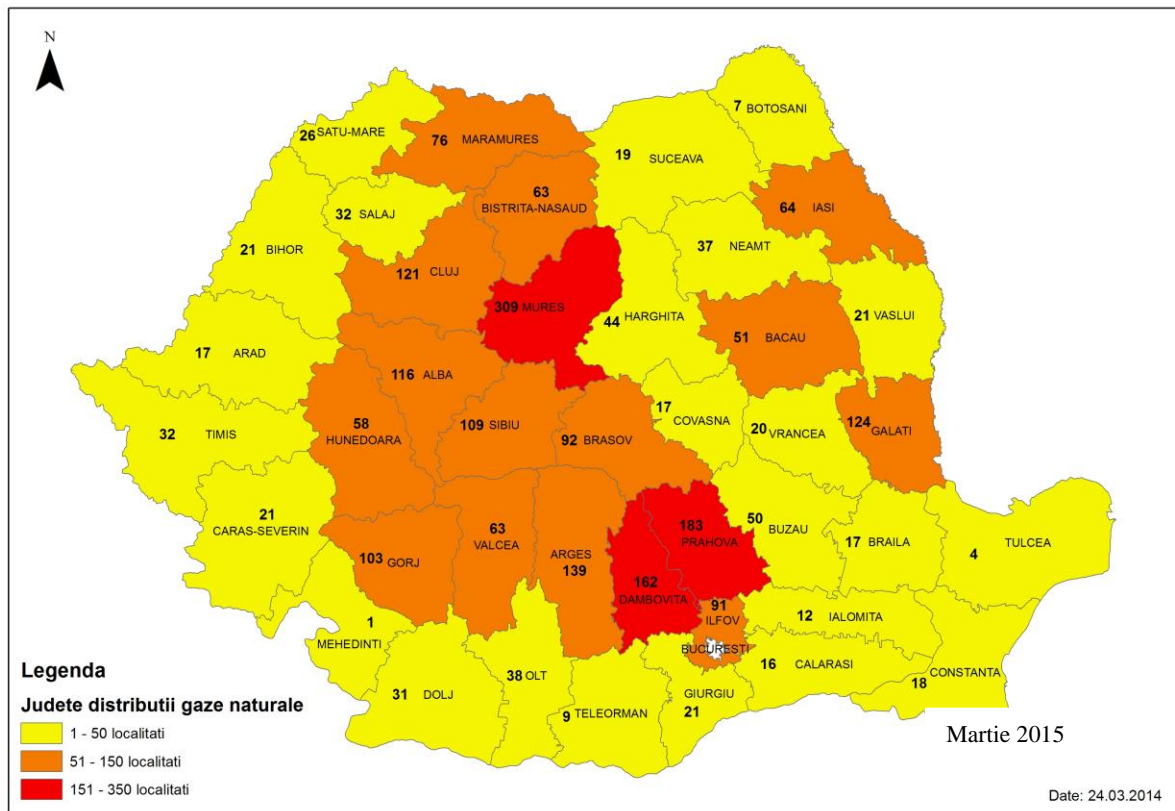 N
7 BOTOSANI
26 SATU-MARE
76 MARAMURES
19 SUCEAVA
63
BISTRITA-NASAUD
64 IASI
32 SALAJ
37 NEAMT
21 BIHOR
121 CLUJ
309 MURES
44 HARGHITA
51 BACAU
21 VASLUI
17 ARAD
116 ALBA
17
COVASNA
58
HUNEDOARA
109 SIBIU
92 BRASOV
20 VRANCEA
124 GALATI
32 TIMIS
21
CARAS-SEVERIN
63
VALCEA
183
PRAHOVA
50 BUZAU
17 BRAILA
4 TULCEA
103 GORJ
ARGES
139
162
DAMBOVITA
91
ILFOV
12 IALOMITA
1
MEHEDINTI
BUCURESTI
16 CALARASI
CONSTANTA
18
38 OLT
31 DOLJ
GIURGIU
21
9 TELEORMAN
Legenda
Judete distributii gaze naturale
1 - 50 localitati
51 - 150 localitati
151 - 350 localitati
Martie 2015
Date: 24.03.2014